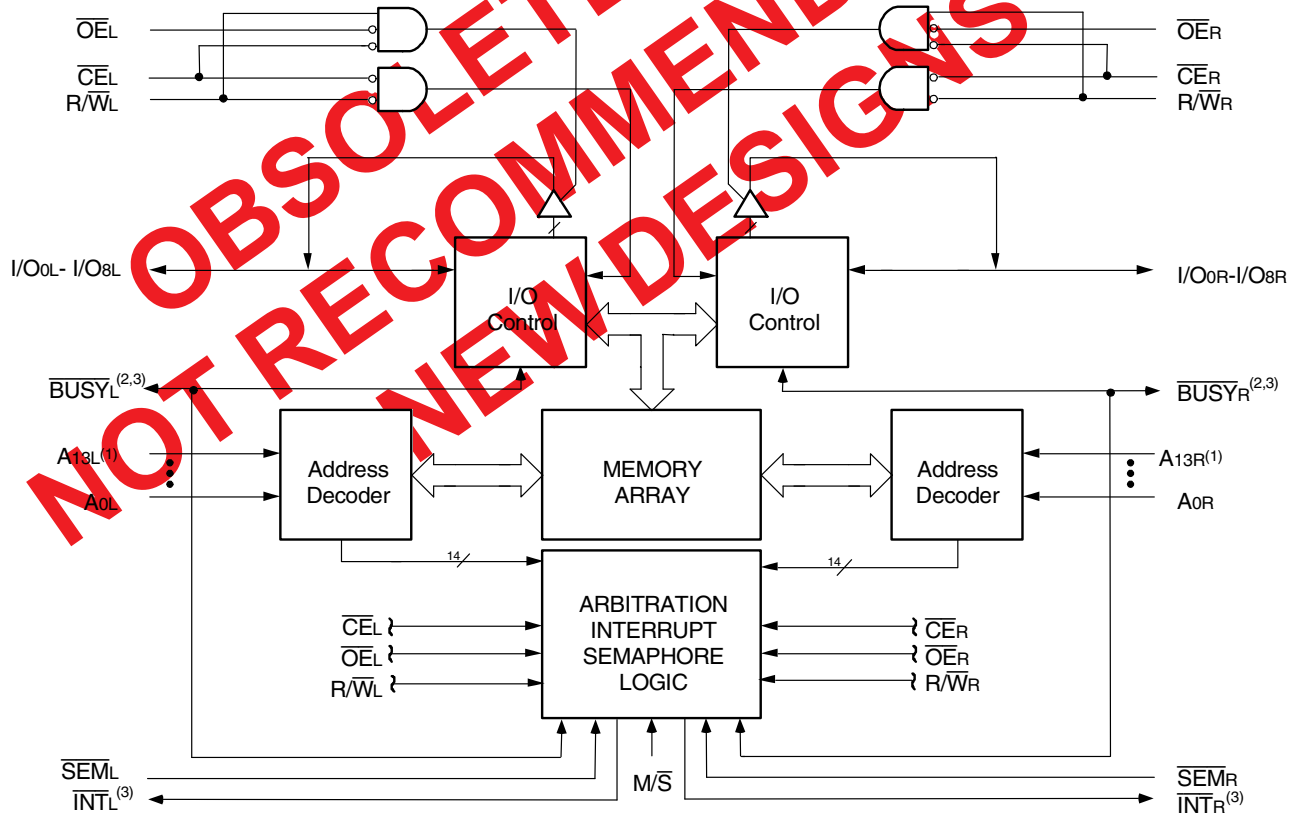 OBSOLETE
NOT RECOMMENDED
NEW DESIGNS
OEL
CEL
R/WL
OER
CER
R/WR
I/O0L- I/O8L
I/O
Control
I/O
Control
I/O0R-I/O8R
BUSYL(2,3)
BUSYR(2,3)
A13L(1)
A0L
Address
Decoder
MEMORY
ARRAY
Address
Decoder
A13R(1)
A0R
14
14
ARBITRATION
INTERRUPT
SEMAPHORE
LOGIC
CEL
OEL
R/WL
CER
OER
R/WR
SEML
INTL(3)
M/S
SEMR
INTR(3)